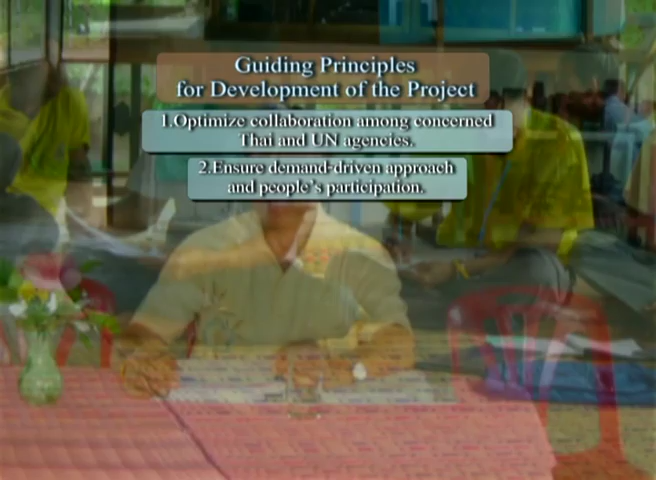 Guiding Principles
for Development of the Project
1.Optimize collaboration among concerned
Thai and UN agencies.
2.Ensure demand-driven approach
and people's participation.